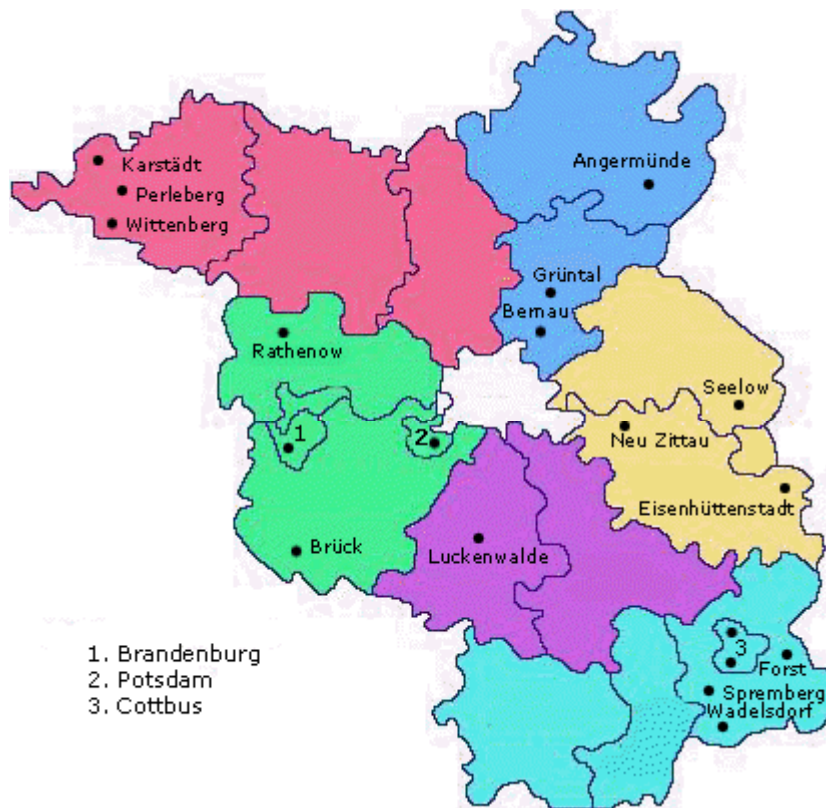 Karstädt
Perleberg
Wittenberg
Angermünde
Grüntal
Bernau
Rathenow
Seelow
1
2
Neu Zittau
Eisenhüttenstadt
Brück
Luckenwalde
3
Forst
Spremberg
Wadelsdorf
1. Brandenburg
2. Potsdam
3. Cottbus